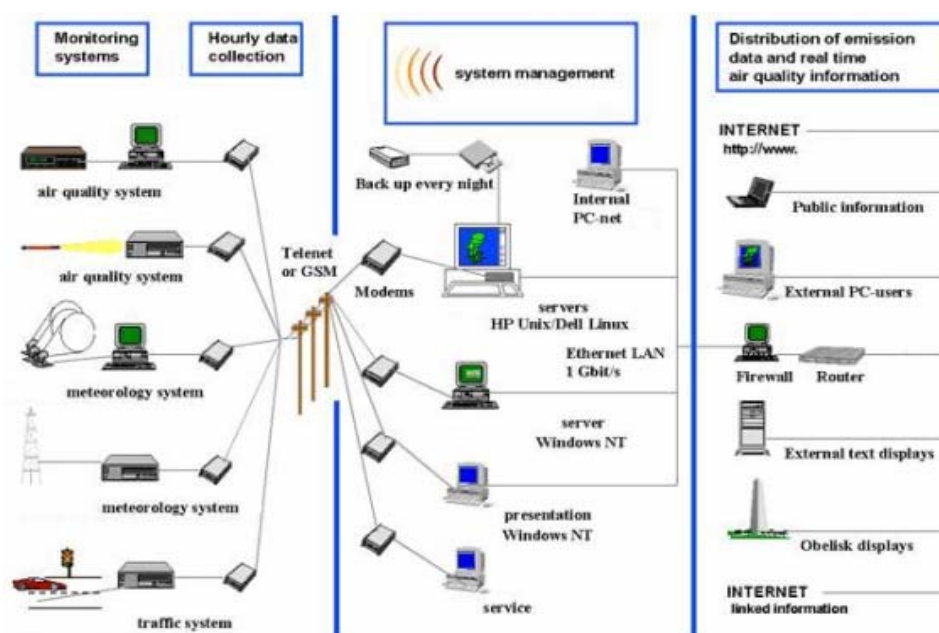 Monitoring
systems
Hourly data
collection
system management
Distribution of emission
data and real time
air quality information
air quality system
air quality system
meteorology system
meteorology system
traffic system
Telenet
or GSM
Back up every night
Internal
PC-net
Modems
servers
HP Unix/Dell Linux
Ethernet LAN
1 Gbit/s
server
Windows NT
presentation
Windows NT
service
INTERNET
http://www.
Public information
External PC-users
Firewall
Router
External text displays
Obelisk displays
INTERNET
linked information